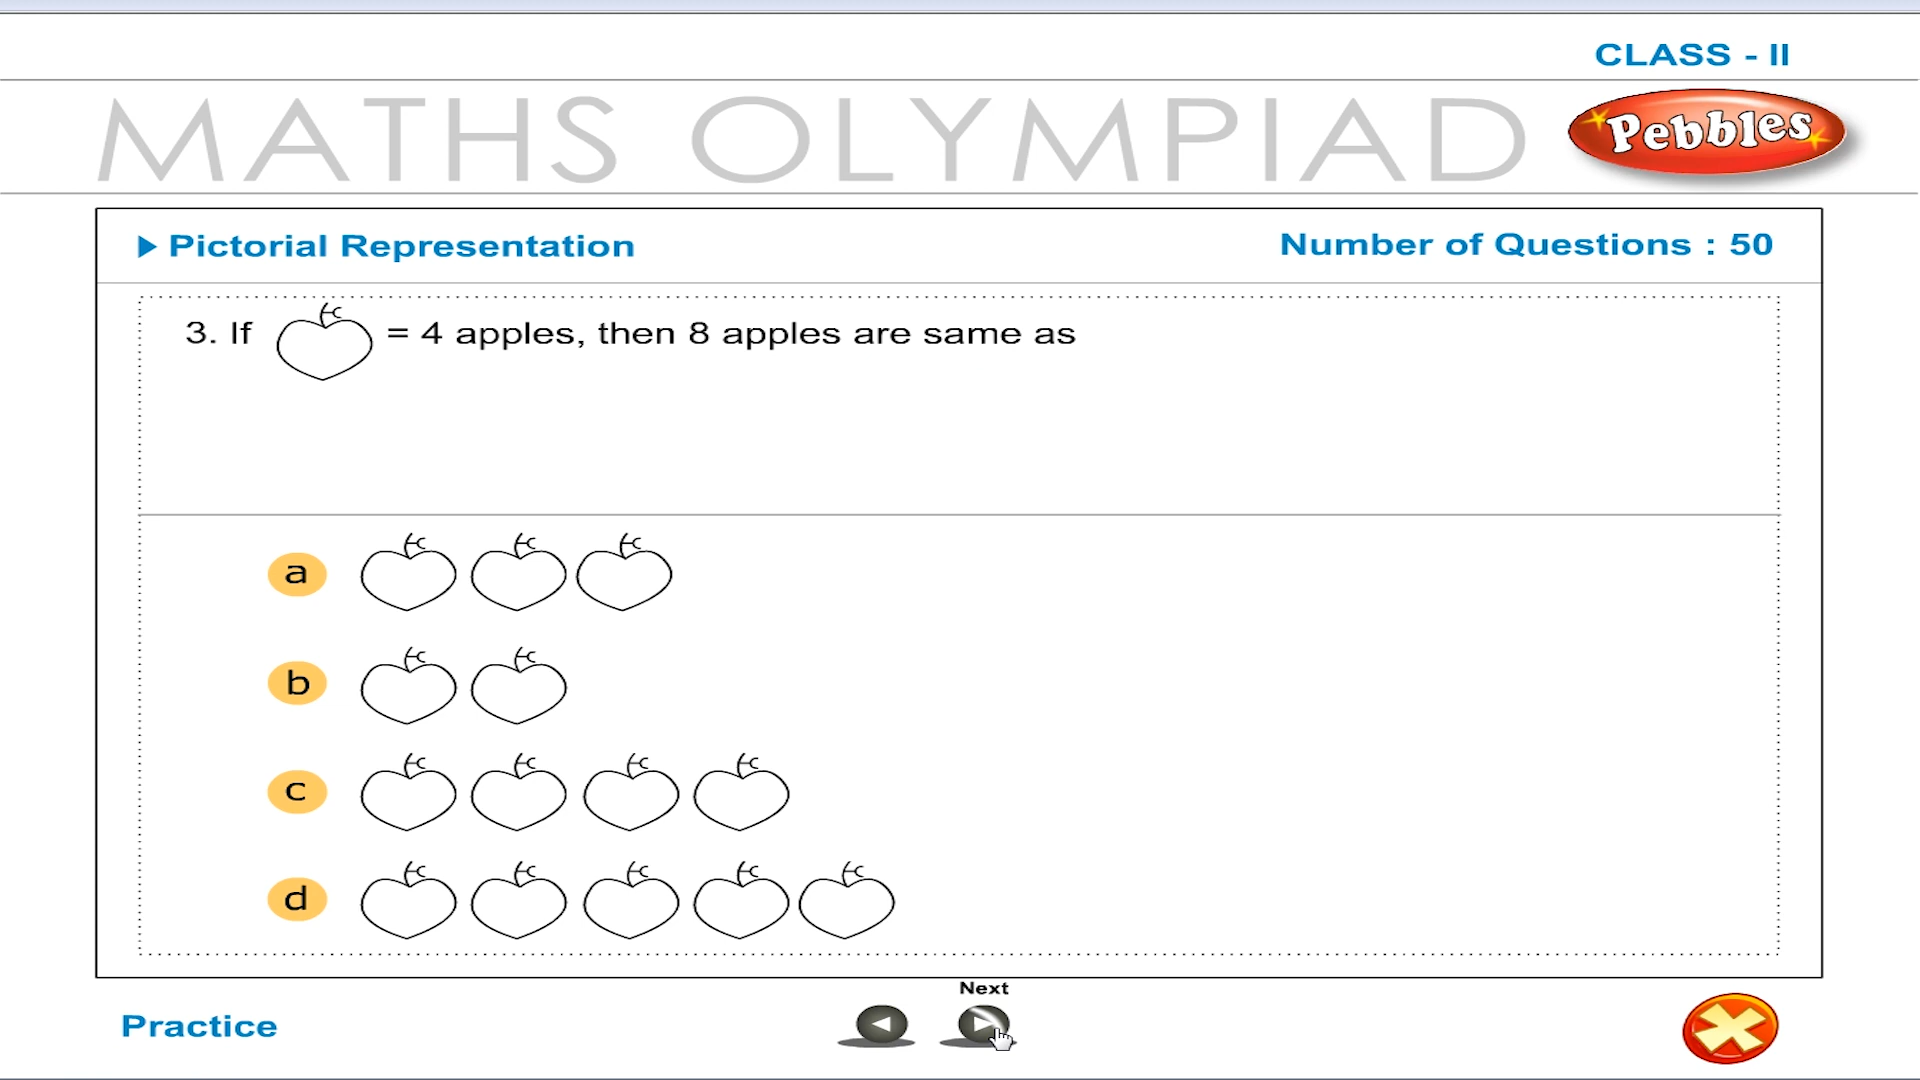 CLASS - II
MATHS OLYMPIAD
Pebbles
Pictorial Representation
Number of Questions : 50
3. If = 4 apples, then 8 apples are same as
a
b
c
d
Next
Practice